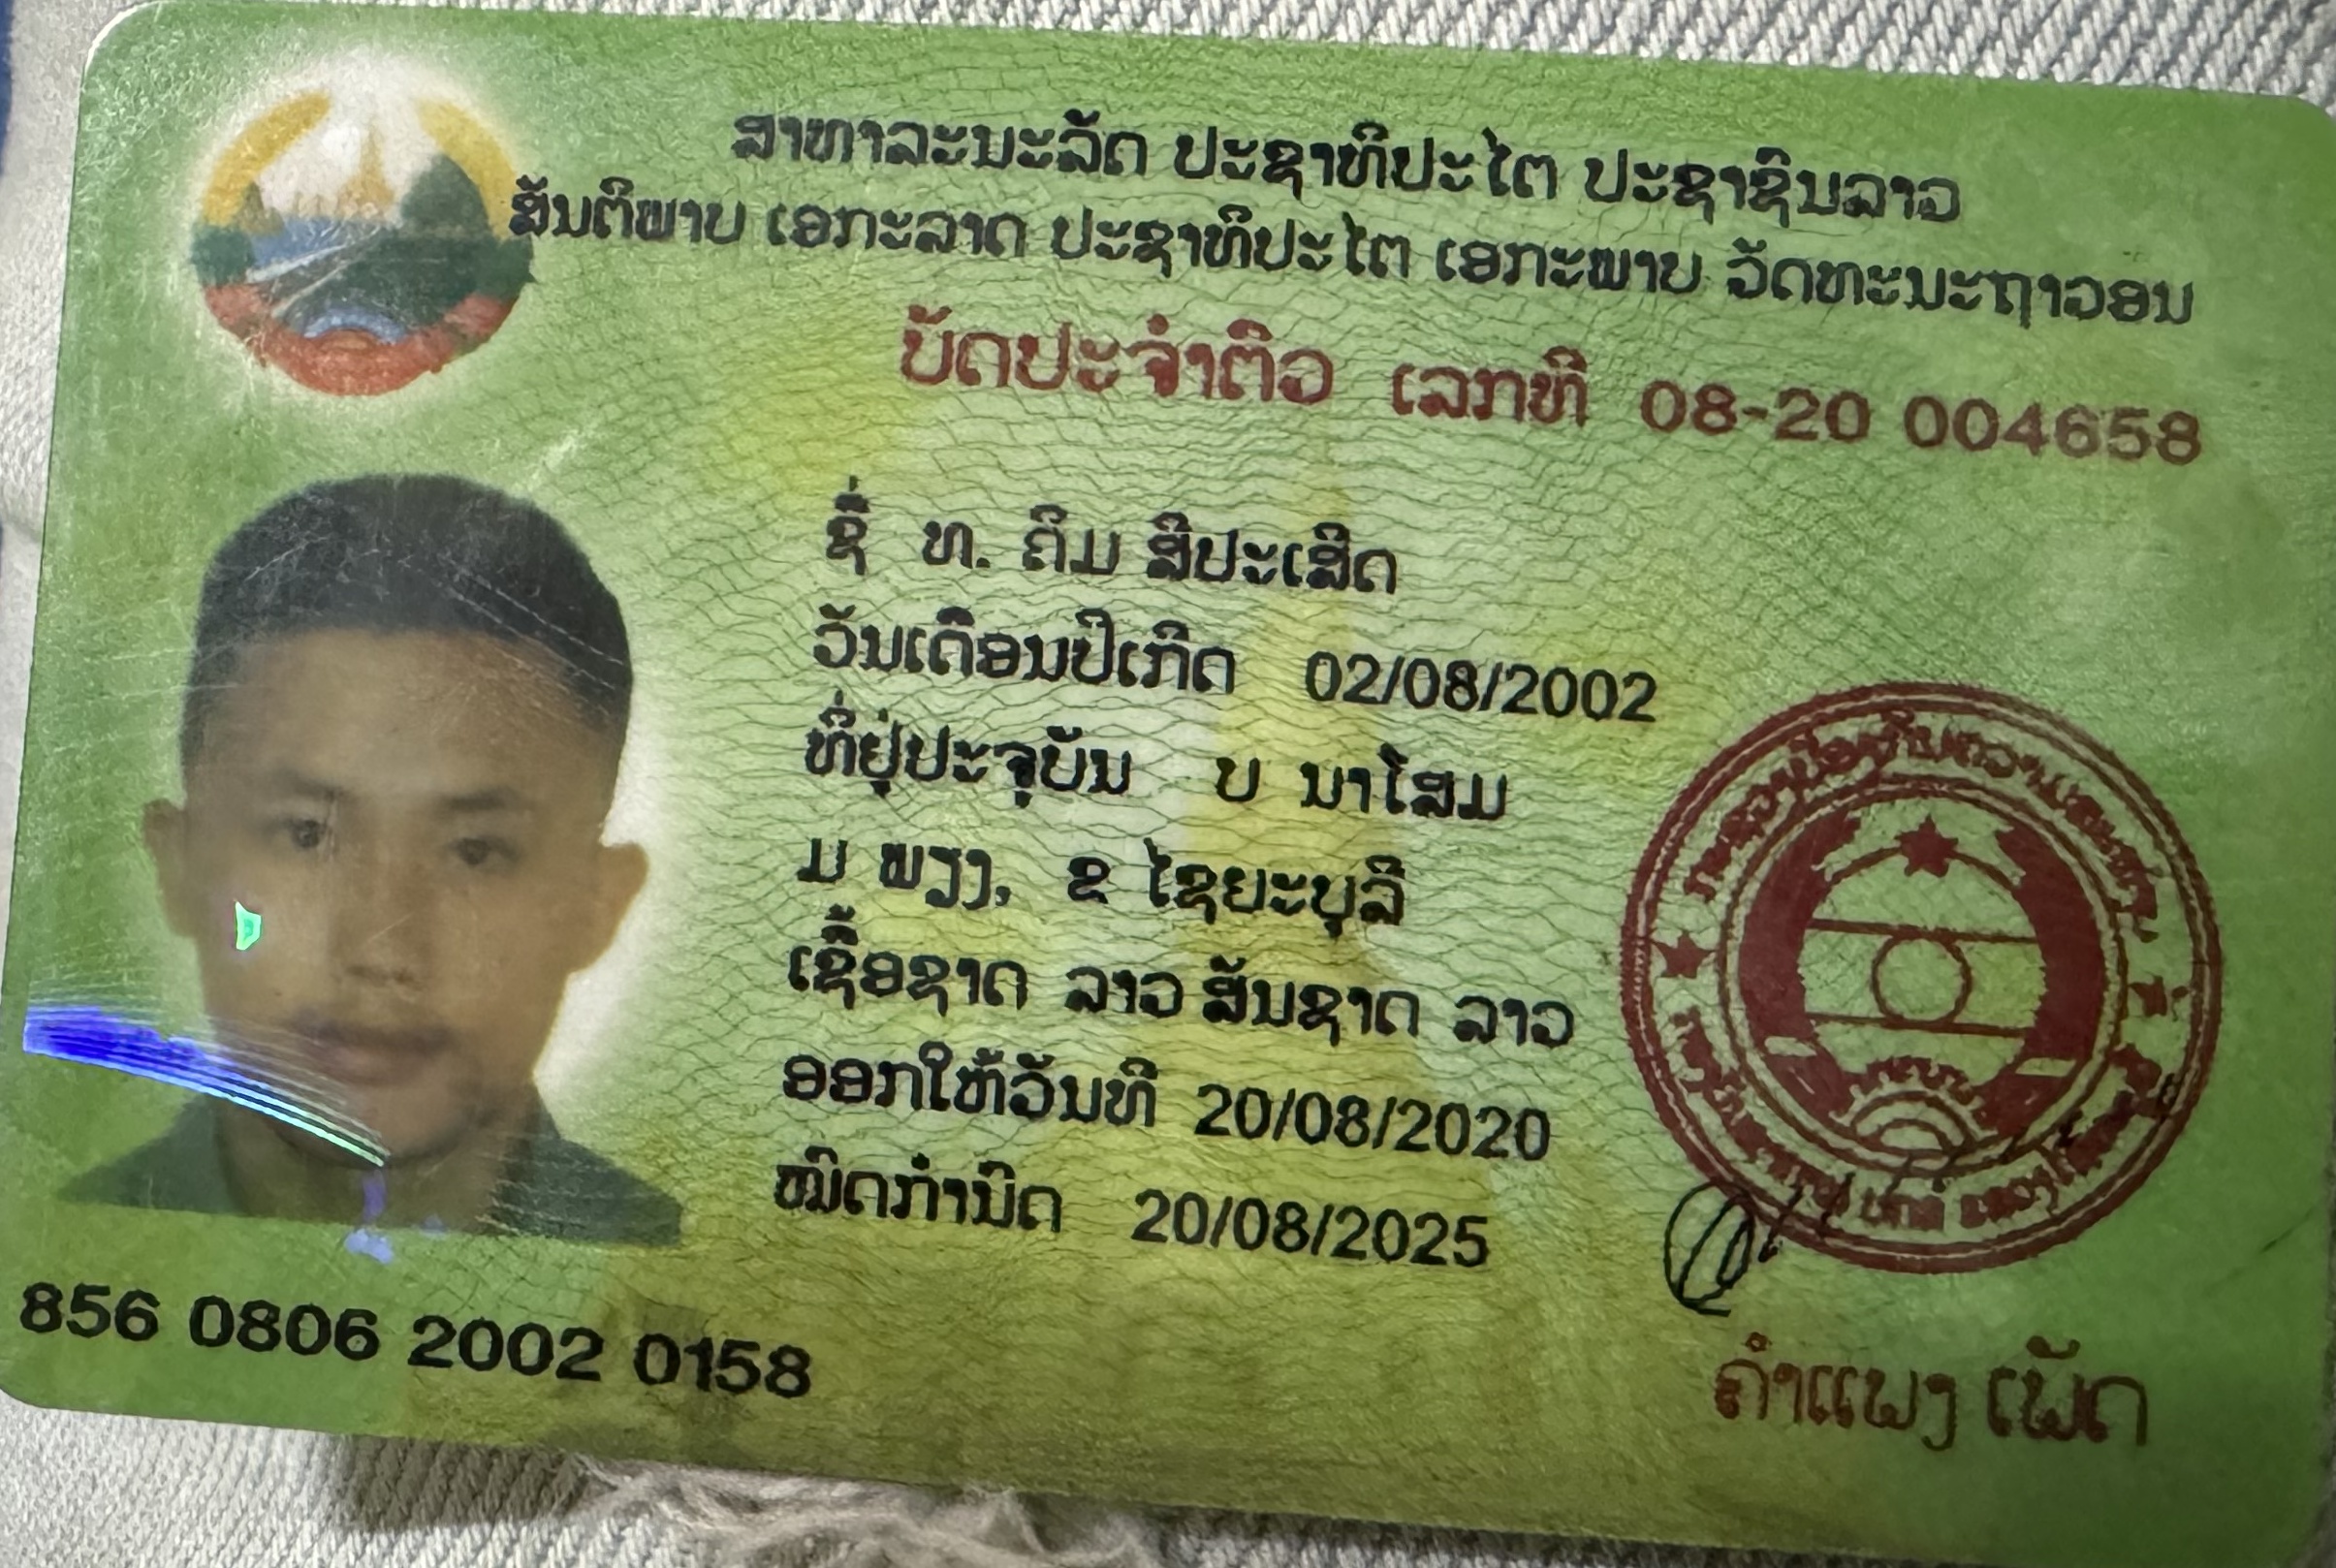 ສາທາລະນະລັດ ປະຊາທິປະໄຕ ປະຊາຊົນລາວ
ສັນຕິພາບ ເອກະລາດ ປະຊາທິປະໄຕ ເອກະພາບ ວັດທະນະຖາວອນ
ບັດປະຈຳຕົວ ເລກທີ 08-20 004658
ຊື່ ທ. ຄິມ ສີປະເສີດ
ວັນເດືອນປີເກີດ 02/08/2002
ທີ່ຢູ່ປະຈຸບັນ ບ ນາໂສມ
ມ ພຽງ, ຂ ໄຊຍະບຸລີ
ເຊື້ອຊາດ ລາວ ສັນຊາດ ລາວ
ອອກໃຫ້ວັນທີ 20/08/2020
ໝົດກຳນົດ 20/08/2025
856 0806 2002 0158
ຄຳແພງ ເພັດ